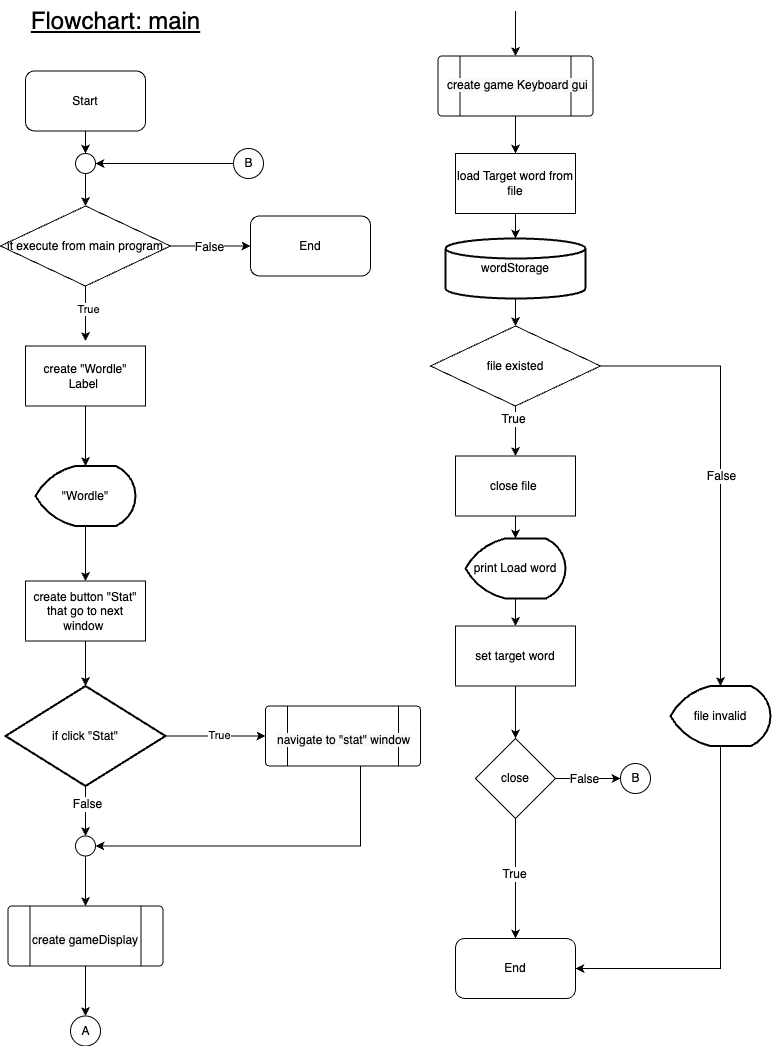 Flowchart: main
Start
B
if execute from main program
False
End
True
create "Wordle"
Label
"Wordle"
create button "Stat"
that go to next
window
if click "Stat"
True
navigate to "stat" window
False
create gameDisplay
A
create game Keyboard gui
load Target word from
file
wordStorage
file existed
True
False
close file
print Load word
set target word
file invalid
close
False
B
True
End